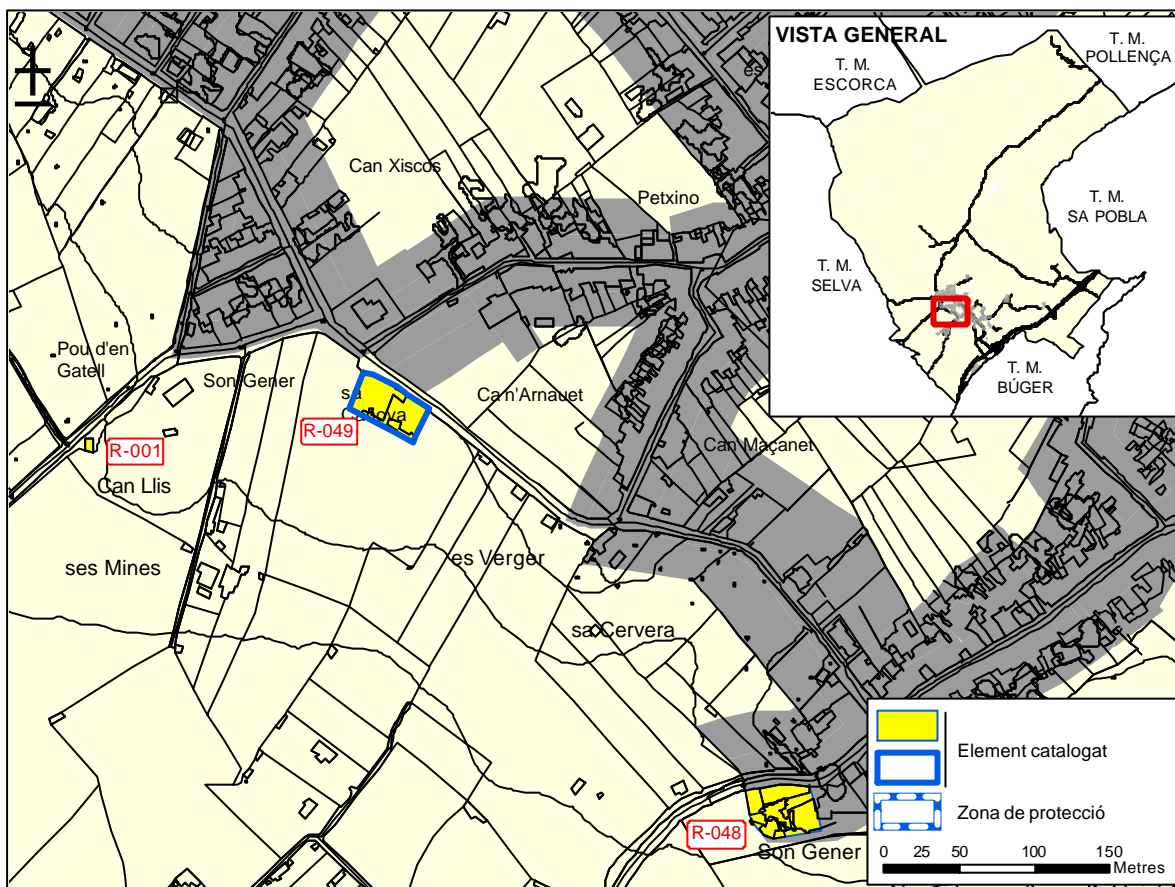 VISTA GENERAL
T. M.
POLLENÇA
T. M.
ESCORCA
es
T. M.
SA POBLA
T. M.
SELVA
T. M.
BÚGER
Can Xiscos
Petxino
Pou d'en
Gatell
Son Gener
sa
Ca n'Arnauet
R-049
R-001
Can Maçanet
Can Llis
es Verger
ses Mines
sa Cervera
R-048
Son Gener
Element catalogat
Zona de protecció
0 25 50 100 150
Metres